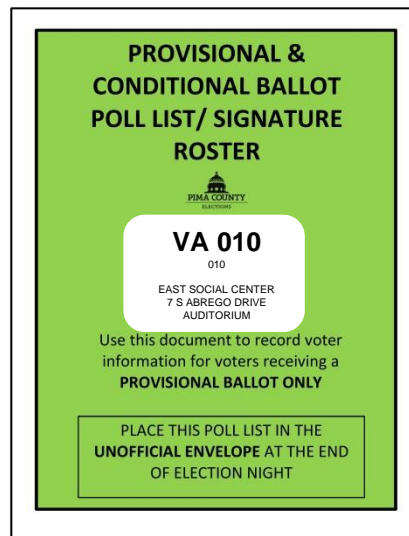 PROVISIONAL &
CONDITIONAL BALLOT
POLL LIST/ SIGNATURE
ROSTER
PIMA COUNTY
ELECTIONS
VA 010
010
EAST SOCIAL CENTER
7 S ABREGO DRIVE
AUDITORIUM
Use this document to record voter
information for voters receiving a
PROVISIONAL BALLOT ONLY
PLACE THIS POLL LIST IN THE
UNOFFICIAL ENVELOPE AT THE END
OF ELECTION NIGHT